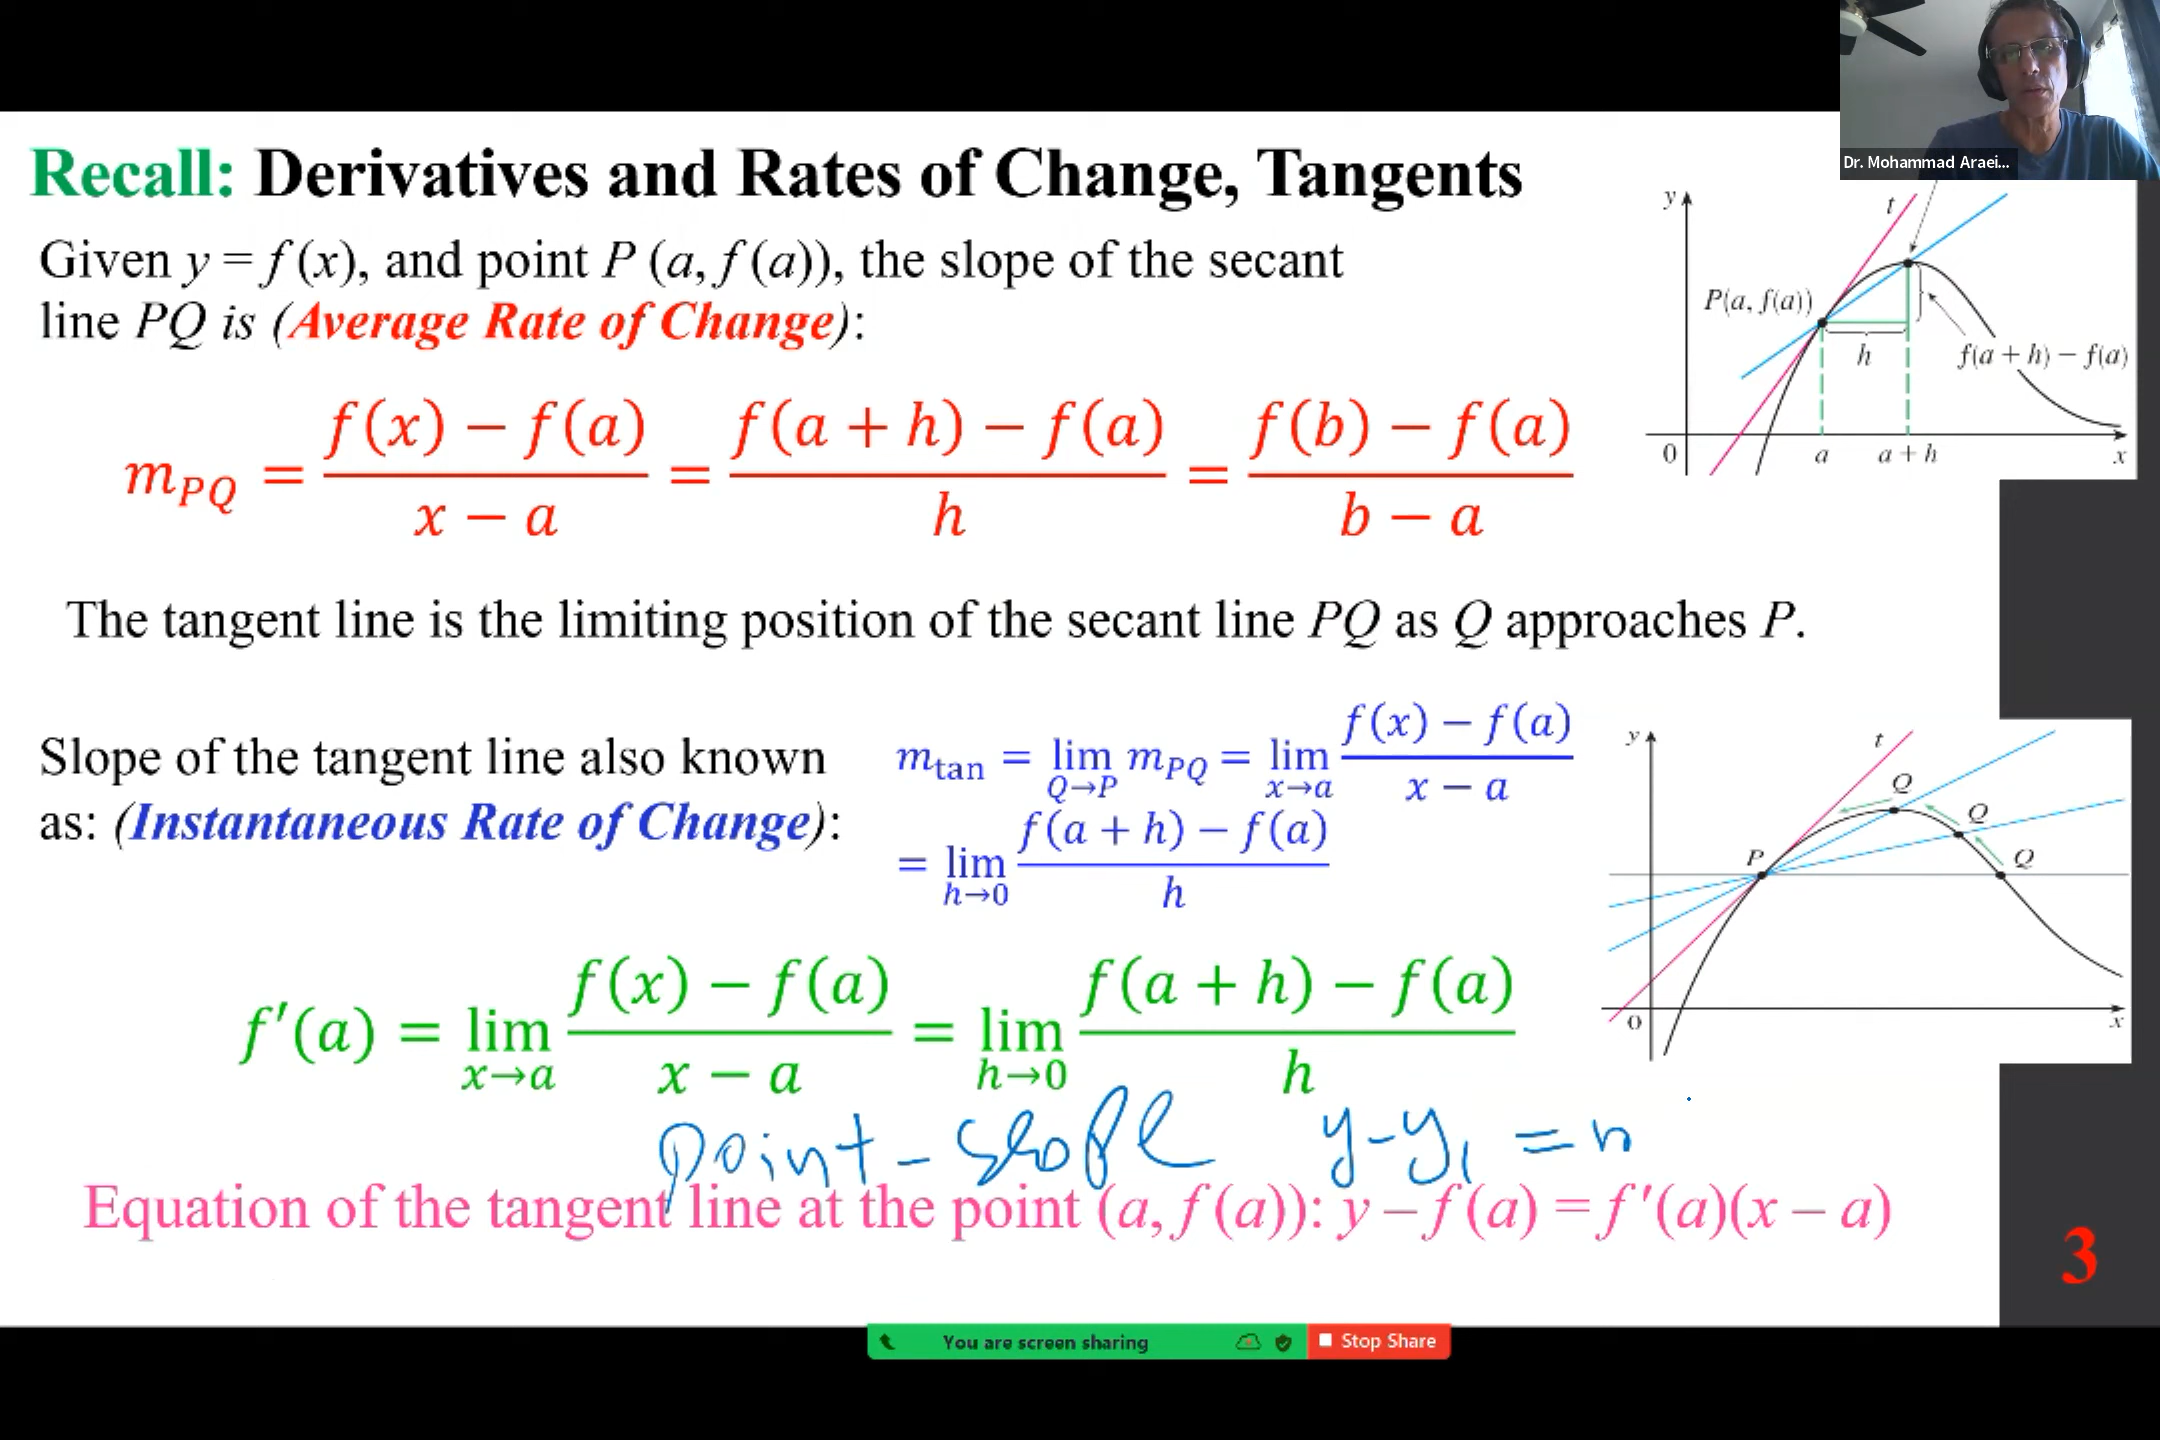 Dr. Mohammad Araei...
Recall: Derivatives and Rates of Change, Tangents
Given y = f (x), and point P (a, f (a)), the slope of the secant
line PQ is (Average Rate of Change):
m_PQ = (f(x) − f(a))/(x − a) = (f(a + h) − f(a))/h = (f(b) − f(a))/(b − a)
y
t
P(a, f(a))
h
f(a + h) − f(a)
0 a a + h x
The tangent line is the limiting position of the secant line PQ as Q approaches P.
Slope of the tangent line also known
as: (Instantaneous Rate of Change):
m_tan = lim_{Q→P} m_PQ = lim_{x→a} (f(x) − f(a))/(x − a)
= lim_{h→0} (f(a + h) − f(a))/h
y
t
Q
Q
P
Q
0 x
f′(a) = lim_{x→a} (f(x) − f(a))/(x − a) = lim_{h→0} (f(a + h) − f(a))/h
point - slope y - y₁ =
Equation of the tangent line at the point (a, f (a)): y – f (a) = f ′(a)(x – a)
3
You are screen sharing
Stop Share